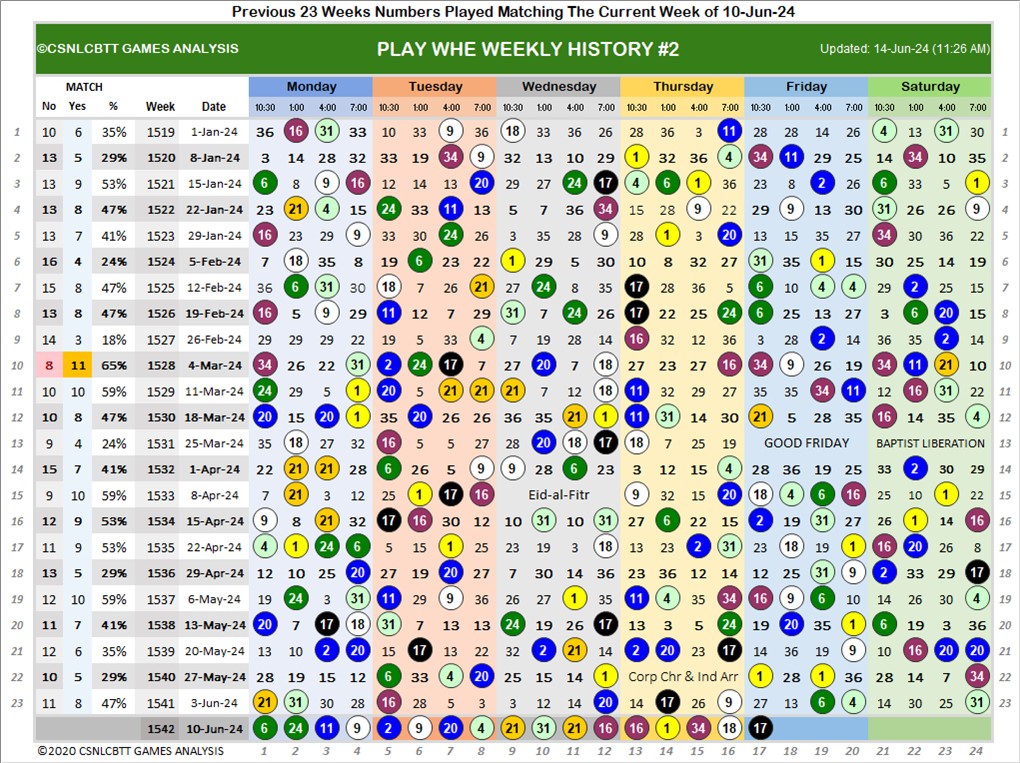 Previous 23 Weeks Numbers Played Matching The Current Week of 10-Jun-24
©CSNLCBTT GAMES ANALYSIS PLAY WHE WEEKLY HISTORY #2 Updated: 14-Jun-24 (11:26 AM)
MATCH Monday Tuesday Wednesday Thursday Friday Saturday
No Yes % Week Date 10:30 1:00 4:00 7:00 10:30 1:00 4:00 7:00 10:30 1:00 4:00 7:00 10:30 1:00 4:00 7:00 10:30 1:00 4:00 7:00 10:30 1:00 4:00 7:00
1 10 6 35% 1519 1-Jan-24 36 16 31 33 10 33 9 36 18 33 36 26 28 36 3 11 28 28 14 26 4 13 31 30 1
2 13 5 29% 1520 8-Jan-24 3 14 28 32 33 19 34 9 32 13 10 29 1 32 36 4 34 11 29 25 14 34 10 35 2
3 13 9 53% 1521 15-Jan-24 6 8 9 16 12 14 13 20 29 27 24 17 4 6 1 36 23 8 2 26 6 33 5 1 3
4 13 8 47% 1522 22-Jan-24 23 21 4 15 24 33 11 13 5 7 36 34 15 28 9 22 29 9 13 30 31 26 26 9 4
5 13 7 41% 1523 29-Jan-24 16 23 29 9 33 30 24 26 3 35 28 9 28 1 3 20 13 15 35 27 34 30 36 22 5
6 16 4 24% 1524 5-Feb-24 7 18 35 8 19 6 23 22 1 29 5 30 10 8 32 27 31 35 1 15 30 25 14 19 6
7 15 8 47% 1525 12-Feb-24 32 6 31 30 18 7 26 21 27 24 8 35 17 28 36 5 6 10 4 4 29 2 25 15 7
8 13 8 47% 1526 19-Feb-24 16 5 9 29 11 12 7 29 31 7 24 26 17 22 25 24 6 28 32 28 3 6 20 15 8
9 14 3 18% 1527 26-Feb-24 29 29 29 22 19 5 33 4 7 19 28 14 16 32 12 36 3 28 2 14 36 35 2 14 9
10 8 11 65% 1528 4-Mar-24 34 26 22 31 2 24 17 7 27 20 7 18 27 23 27 16 34 9 26 19 34 11 21 10 10
11 10 10 59% 1529 11-Mar-24 24 29 5 1 20 5 21 21 21 7 12 18 11 32 29 27 35 35 34 11 12 16 31 22 11
12 10 8 47% 1530 18-Mar-24 20 15 20 1 35 20 26 26 36 35 21 1 11 31 14 30 21 5 28 35 16 14 35 4 12
13 9 4 24% 1531 25-Mar-24 35 18 27 32 16 5 5 27 28 20 18 17 18 7 25 19 GOOD FRIDAY BAPTIST LIBERATION 13
14 15 7 41% 1532 1-Apr-24 22 21 21 28 6 26 5 9 9 28 6 23 3 12 15 4 28 36 19 25 33 2 30 29 14
15 9 10 59% 1533 8-Apr-24 7 21 3 12 25 1 17 16 Eid-al-Fitr 9 32 15 20 18 4 6 16 25 10 1 22 15
16 12 9 53% 1534 15-Apr-24 9 8 21 32 17 16 30 12 10 31 10 31 27 6 22 15 2 19 31 27 26 1 14 16 16
17 11 9 53% 1535 22-Apr-24 4 1 24 6 5 15 1 25 23 19 3 18 13 23 2 31 23 18 19 1 16 20 26 8 17
18 13 5 29% 1536 29-Apr-24 12 10 25 20 27 19 20 27 7 30 14 36 23 36 12 14 12 25 31 9 2 33 29 17 18
19 12 10 59% 1537 6-May-24 19 24 3 31 11 29 9 36 26 27 1 35 11 4 35 34 16 9 6 10 14 26 30 4 19
20 11 7 41% 1538 13-May-24 20 7 17 18 31 7 13 13 24 19 26 17 13 3 5 24 19 20 35 1 6 19 3 36 20
21 12 6 35% 1539 20-May-24 3 10 2 20 15 17 13 22 32 2 21 14 2 20 23 17 14 36 19 9 10 16 20 20 21
22 10 5 29% 1540 27-May-24 28 19 15 12 6 33 4 20 25 15 14 1 Corp Chr & Ind Arr 1 28 1 36 28 14 7 34 22
23 11 8 47% 1541 3-Jun-24 21 31 30 28 16 28 5 3 3 12 12 20 14 17 26 9 27 13 6 4 14 30 25 31 23
1542 10-Jun-24 6 24 11 9 2 9 20 4 21 31 21 16 16 1 34 18 17
©2020 CSNLCBTT GAMES ANALYSIS 1 2 3 4 5 6 7 8 9 10 11 12 13 14 15 16 17 18 19 20 21 22 23 24